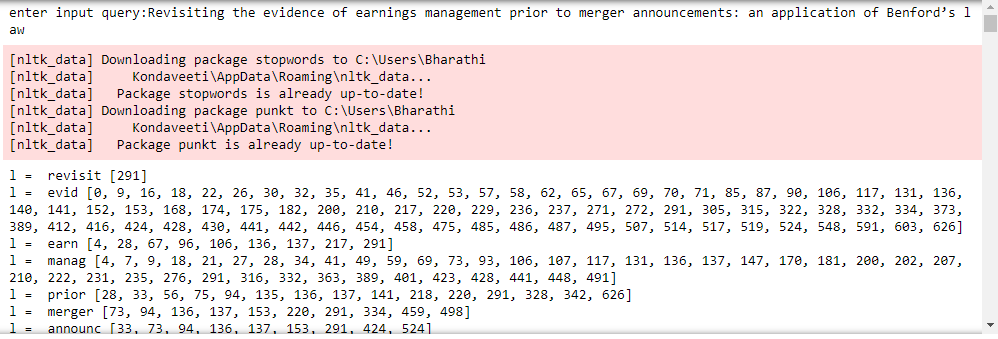 enter input query:Revisiting the evidence of earnings management prior to merger announcements: an application of Benford’s l
aw
[nltk_data] Downloading package stopwords to C:\Users\Bharathi
[nltk_data]     Kondaveeti\AppData\Roaming\nltk_data...
[nltk_data]   Package stopwords is already up-to-date!
[nltk_data] Downloading package punkt to C:\Users\Bharathi
[nltk_data]     Kondaveeti\AppData\Roaming\nltk_data...
[nltk_data]   Package punkt is already up-to-date!
l =  revisit [291]
l =  evid [0, 9, 16, 18, 22, 26, 30, 32, 35, 41, 46, 52, 53, 57, 58, 62, 65, 67, 69, 70, 71, 85, 87, 90, 106, 117, 131, 136,
140, 141, 152, 153, 168, 174, 175, 182, 200, 210, 217, 220, 229, 236, 237, 271, 272, 291, 305, 315, 322, 328, 332, 334, 373,
389, 412, 416, 424, 428, 430, 441, 442, 446, 454, 458, 475, 485, 486, 487, 495, 507, 514, 517, 519, 524, 548, 591, 603, 626]
l =  earn [4, 28, 67, 96, 106, 136, 137, 217, 291]
l =  manag [4, 7, 9, 18, 21, 27, 28, 34, 41, 49, 59, 69, 73, 93, 106, 107, 117, 131, 136, 137, 147, 170, 181, 200, 202, 207,
210, 222, 231, 235, 276, 291, 316, 332, 363, 389, 401, 423, 428, 441, 448, 491]
l =  prior [28, 33, 56, 75, 94, 135, 136, 137, 141, 218, 220, 291, 328, 342, 626]
l =  merger [73, 94, 136, 137, 153, 220, 291, 334, 459, 498]
l =  announc [33, 73, 94, 136, 137, 153, 291, 424, 524]